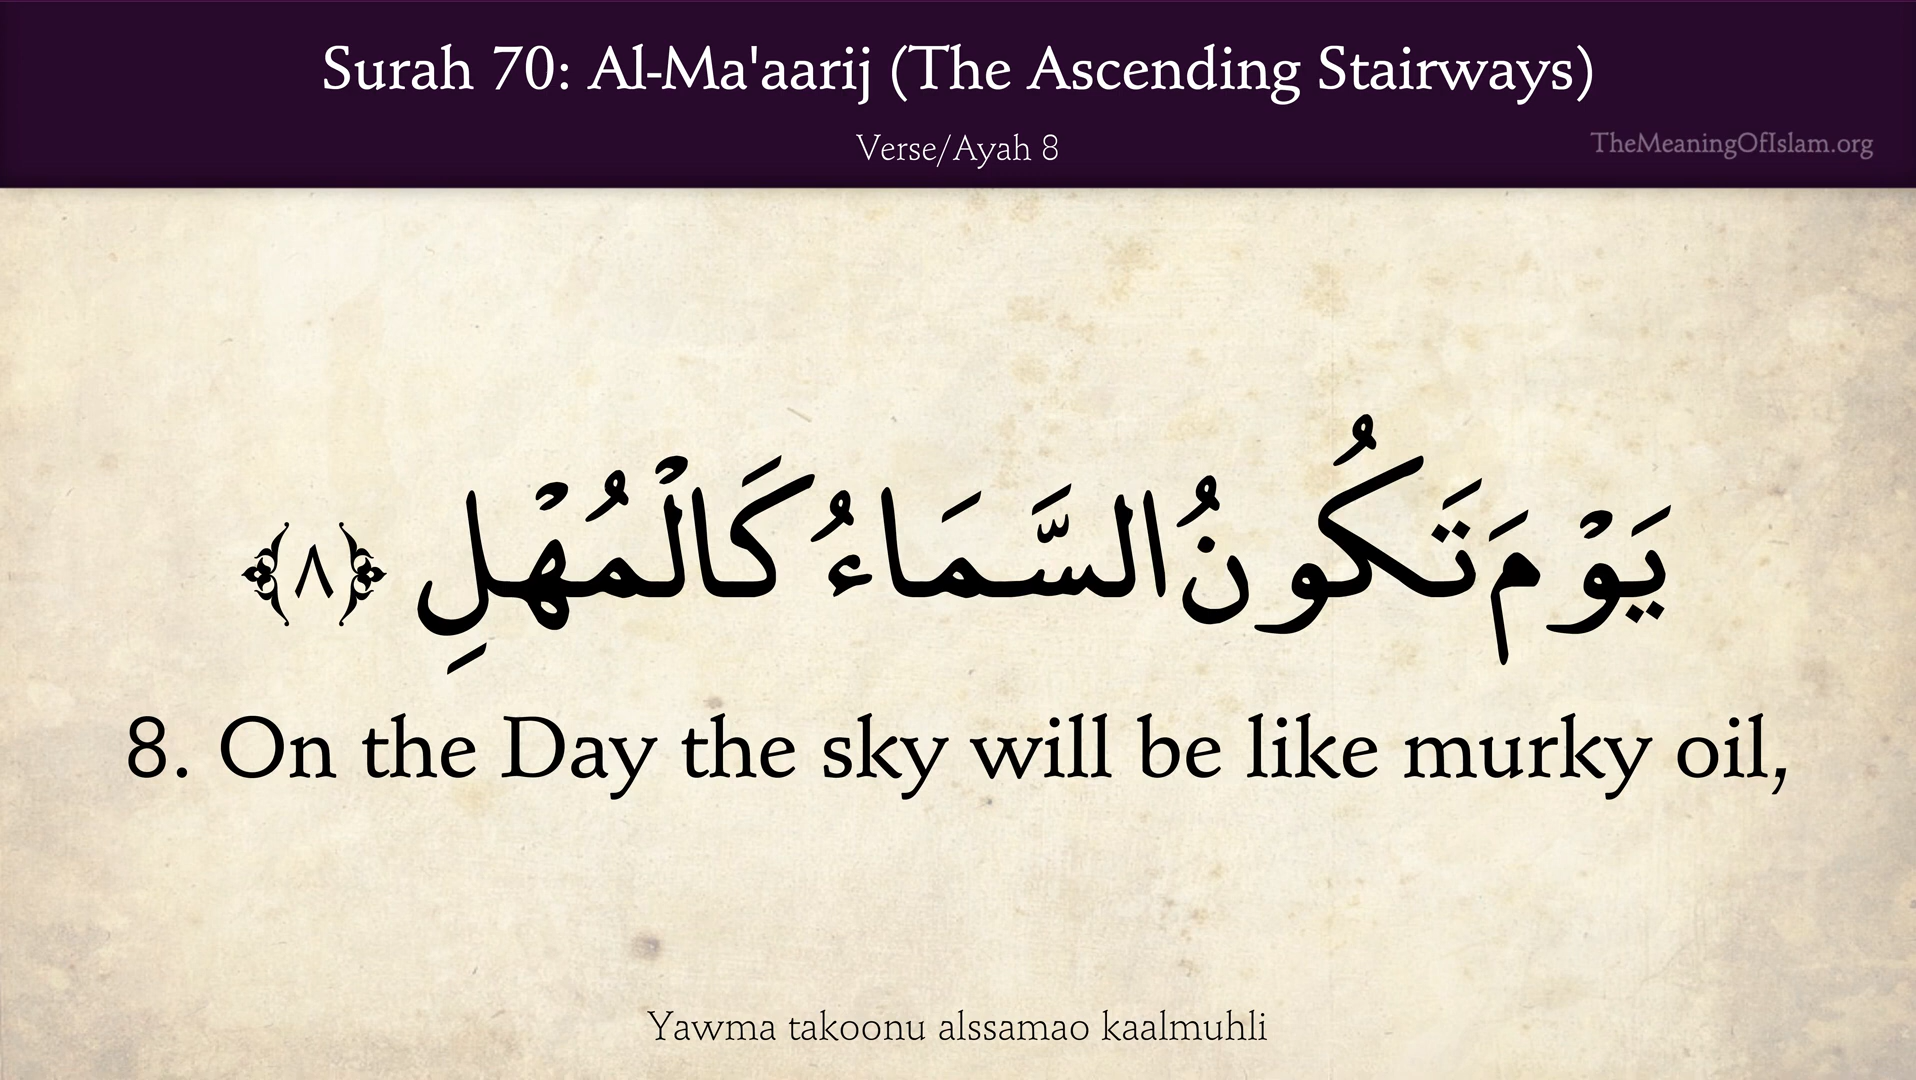 Surah 70: Al-Ma'aarij (The Ascending Stairways)
Verse/Ayah 8
TheMeaningOfIslam.org
يَوْمَ تَكُونُ السَّمَاءُ كَالْمُهْلِ ﴿٨﴾
8. On the Day the sky will be like murky oil,
Yawma takoonu alssamao kaalmuhli